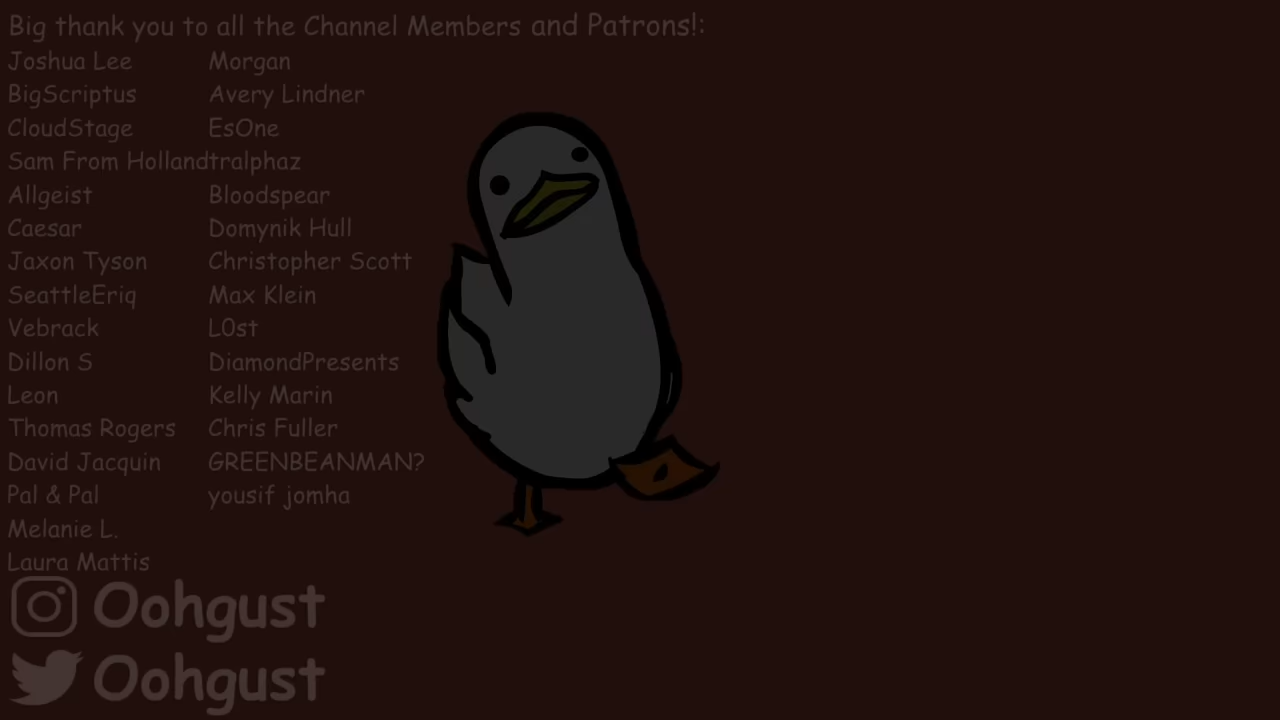 Big thank you to all the Channel Members and Patrons!:
Joshua Lee
BigScriptus
CloudStage
Sam From Holland
Allgeist
Caesar
Jaxon Tyson
SeattleEriq
Vebrack
Dillon S
Leon
Thomas Rogers
David Jacquin
Pal & Pal
Melanie L.
Laura Mattis
Morgan
Avery Lindner
EsOne
tralphaz
Bloodspear
Domynik Hull
Christopher Scott
Max Klein
L0st
DiamondPresents
Kelly Marin
Chris Fuller
GREENBEANMAN?
yousif jomha
Oohgust
Oohgust